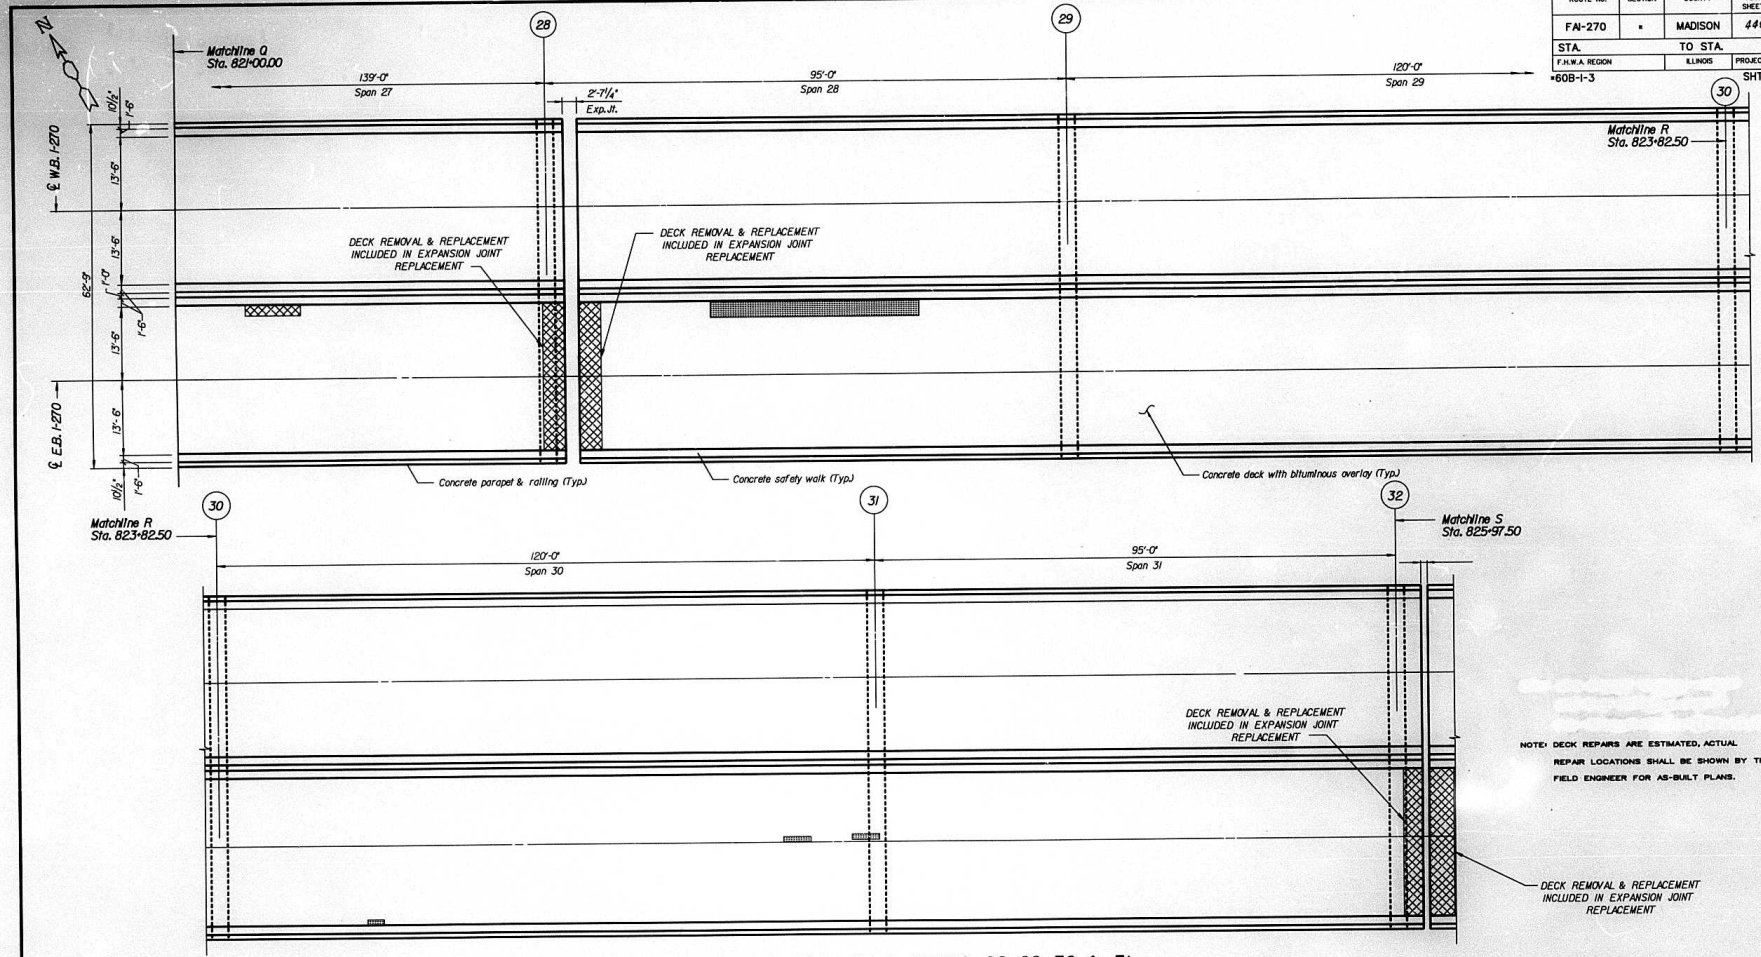 FAI-270 * MADISON
STA. TO STA.
F.H.W.A. REGION ILLINOIS
*60B-1-3
N
Matchline Q
Sta. 821+00.00
28
29
30
139'-0"
Span 27
95'-0"
Span 28
120'-0"
Span 29
2'-7 1/4"
Exp. Jt.
Matchline R
Sta. 823+82.50
10 1/2"
1'-6"
℄ W.B. I-270
13'-6"
13'-6"
62'-9"
1'-0"
1'-6"
13'-6"
℄ E.B. I-270
13'-6"
10 1/2"
1'-6"
DECK REMOVAL & REPLACEMENT
INCLUDED IN EXPANSION JOINT
REPLACEMENT
DECK REMOVAL & REPLACEMENT
INCLUDED IN EXPANSION JOINT
REPLACEMENT
Concrete parapet & railing (Typ.)
Concrete safety walk (Typ.)
Concrete deck with bituminous overlay (Typ.)
30
31
32
Matchline R
Sta. 823+82.50
Matchline S
Sta. 825+97.50
120'-0"
Span 30
95'-0"
Span 31
DECK REMOVAL & REPLACEMENT
INCLUDED IN EXPANSION JOINT
REPLACEMENT
NOTE: DECK REPAIRS ARE ESTIMATED, ACTUAL
REPAIR LOCATIONS SHALL BE SHOWN BY
FIELD ENGINEER FOR AS-BUILT PLANS.
DECK REMOVAL & REPLACEMENT
INCLUDED IN EXPANSION JOINT
REPLACEMENT